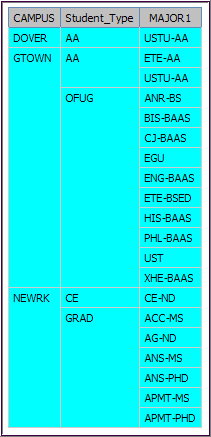 CAMPUS Student_Type MAJOR1
DOVER AA USTU-AA
GTOWN AA ETE-AA
USTU-AA
OFUG ANR-BS
BIS-BAAS
CJ-BAAS
EGU
ENG-BAAS
ETE-BSED
HIS-BAAS
PHL-BAAS
UST
XHE-BAAS
NEWRK CE CE-ND
GRAD ACC-MS
AG-ND
ANS-MS
ANS-PHD
APMT-MS
APMT-PHD